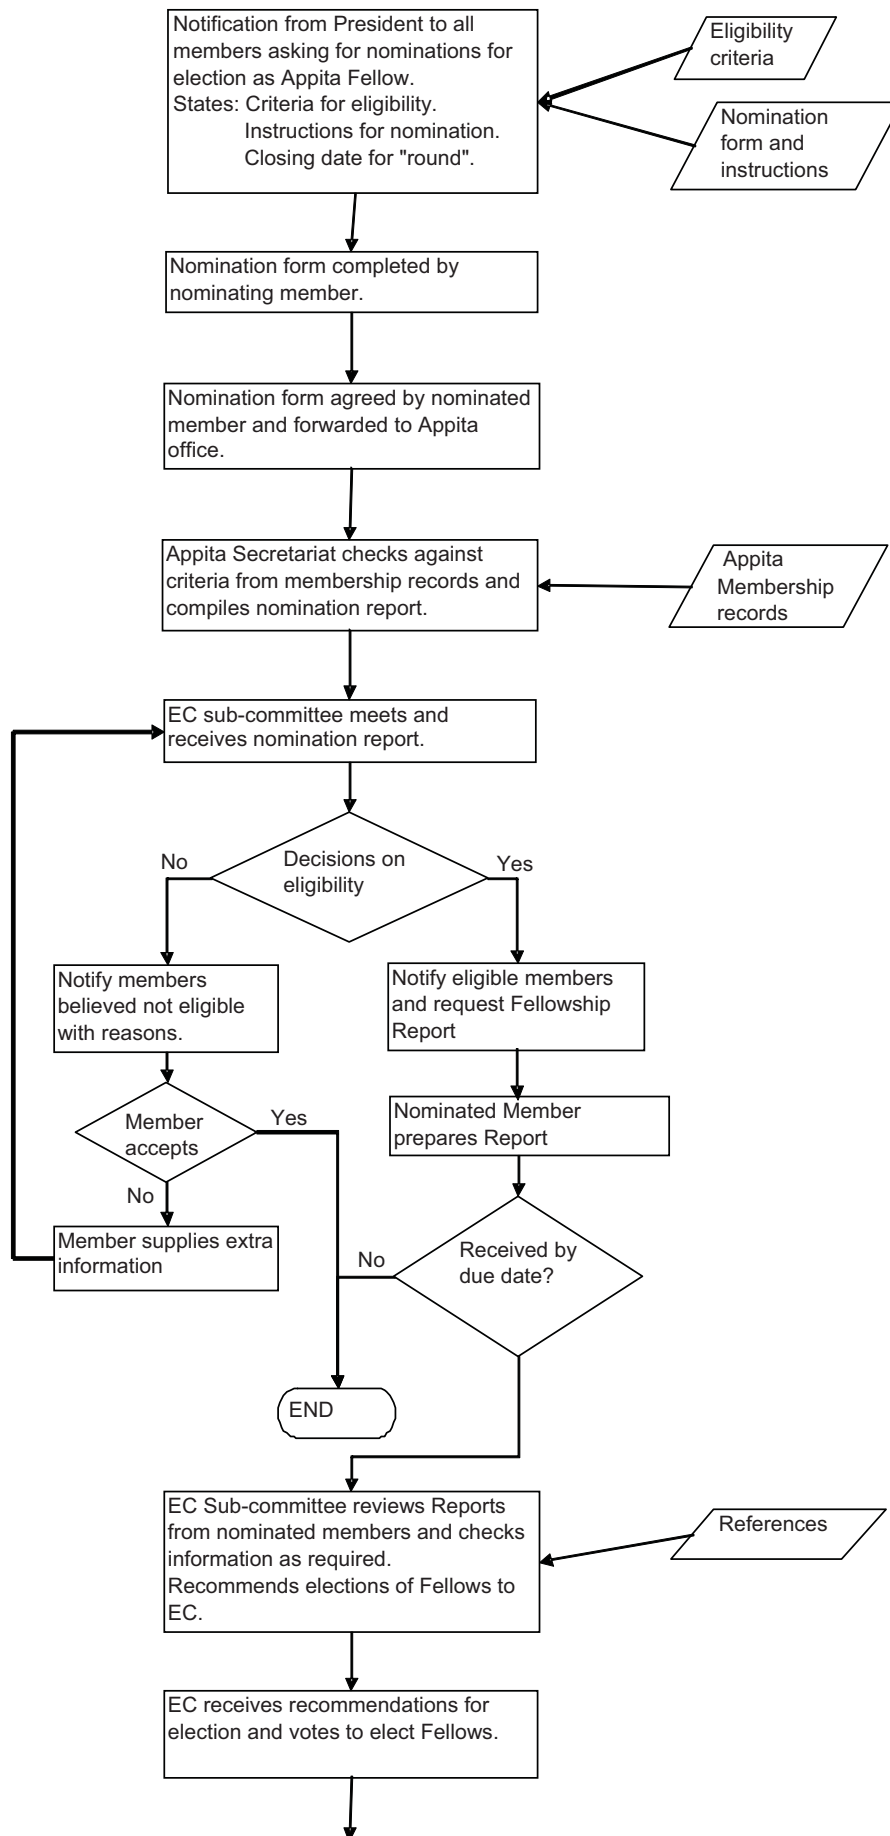 Notification from President to all
members asking for nominations for
election as Appita Fellow.
States: Criteria for eligibility.
Instructions for nomination.
Closing date for "round".
Eligibility
criteria
Nomination
form and
instructions
Nomination form completed by
nominating member.
Nomination form agreed by nominated
member and forwarded to Appita
office.
Appita Secretariat checks against
criteria from membership records and
compiles nomination report.
Appita
Membership
records
EC sub-committee meets and
receives nomination report.
Decisions on
eligibility
No
Yes
Notify members
believed not eligible
with reasons.
Notify eligible members
and request Fellowship
Report
Member
accepts
Yes
No
Nominated Member
prepares Report
Member supplies extra
information
Received by
due date?
No
END
EC Sub-committee reviews Reports
from nominated members and checks
information as required.
Recommends elections of Fellows to
EC.
References
EC receives recommendations for
election and votes to elect Fellows.